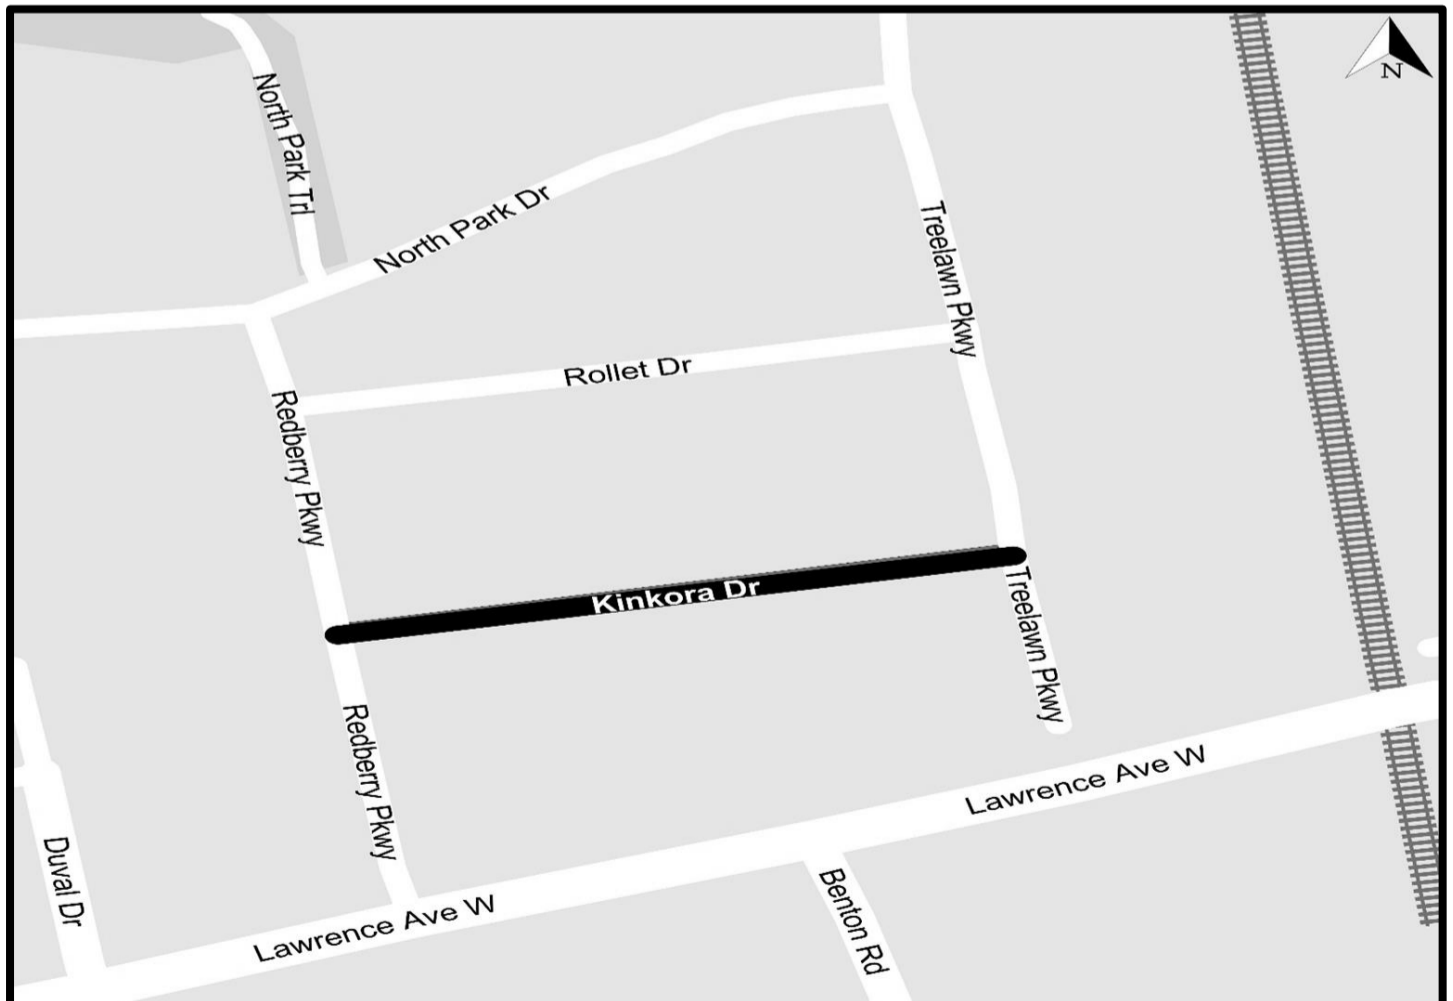 N
North Park Trl
North Park Dr
Treelawn Pkwy
Rollet Dr
Redberry Pkwy
Kinkora Dr
Treelawn Pkwy
Redberry Pkwy
Lawrence Ave W
Duval Dr
Benton Rd
Lawrence Ave W